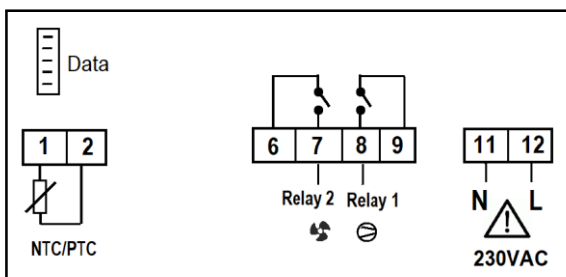 Data
1 2
6 7 8 9
11 12
Relay 2 Relay 1
N L
NTC/PTC
230VAC